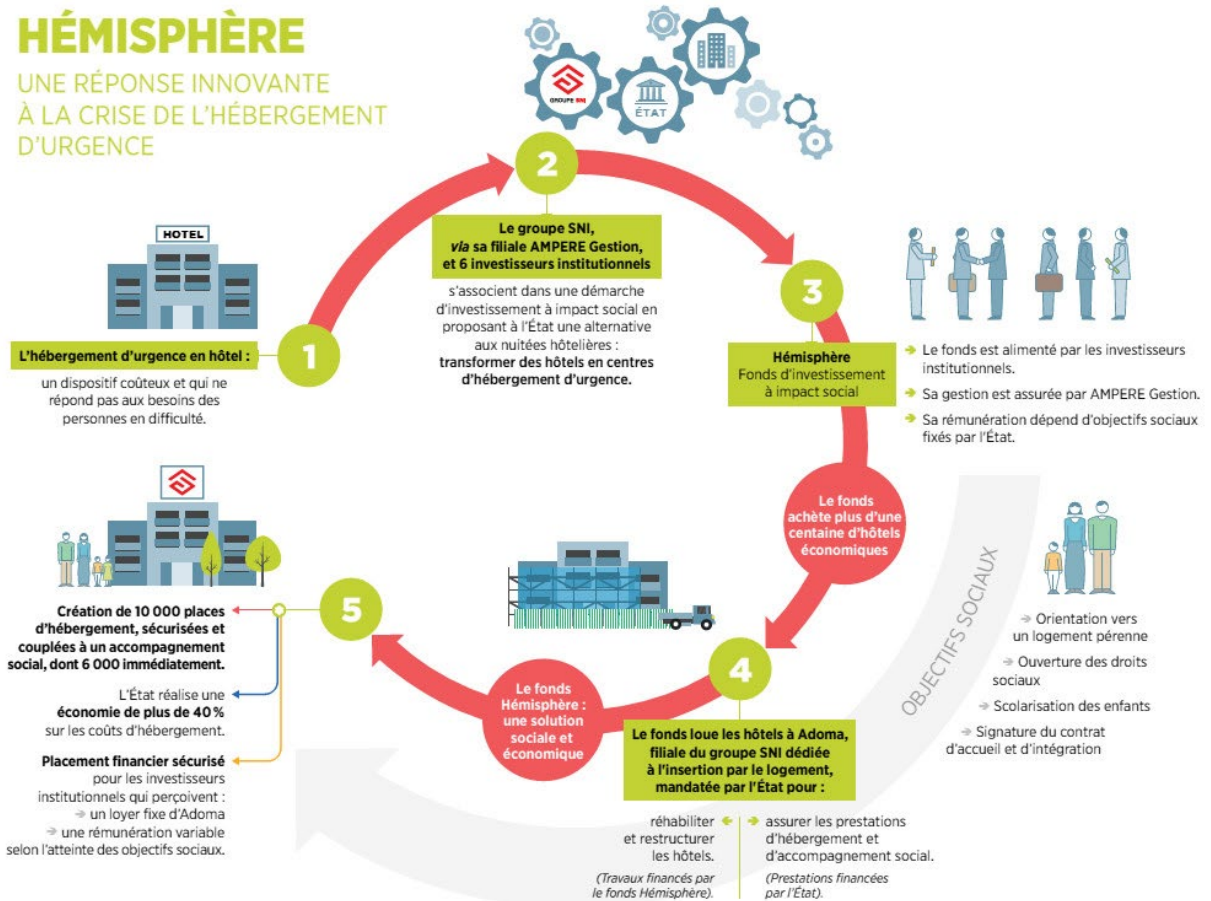 HÉMISPHÈRE
UNE RÉPONSE INNOVANTE
À LA CRISE DE L'HÉBERGEMENT
D'URGENCE
GROUPE SNI
ÉTAT
HOTEL
1
L'hébergement d'urgence en hôtel :
un dispositif coûteux et qui ne
répond pas aux besoins des
personnes en difficulté.
2
Le groupe SNI,
via sa filiale AMPERE Gestion,
et 6 investisseurs institutionnels
s'associent dans une démarche
d'investissement à impact social en
proposant à l'État une alternative
aux nuitées hôtelières :
transformer des hôtels en centres
d'hébergement d'urgence.
3
Hémisphère
Fonds d'investissement
à impact social
→ Le fonds est alimenté par les investisseurs
institutionnels.
→ Sa gestion est assurée par AMPERE Gestion.
→ Sa rémunération dépend d'objectifs sociaux
fixés par l'État.
Le fonds
achète plus d'une
centaine d'hôtels
économiques
OBJECTIFS SOCIAUX
→ Orientation vers
un logement pérenne
→ Ouverture des droits
sociaux
→ Scolarisation des enfants
→ Signature du contrat
d'accueil et d'intégration
4
Le fonds loue les hôtels à Adoma,
filiale du groupe SNI dédiée
à l'insertion par le logement,
mandatée par l'État pour :
réhabiliter
et restructurer
les hôtels.
(Travaux financés par
le fonds Hémisphère).
assurer les prestations
d'hébergement et
d'accompagnement social.
(Prestations financées
par l'État).
Le fonds
Hémisphère :
une solution
sociale et
économique
5
Création de 10 000 places
d'hébergement, sécurisées et
couplées à un accompagnement
social, dont 6 000 immédiatement.
L'État réalise une
économie de plus de 40 %
sur les coûts d'hébergement.
Placement financier sécurisé
pour les investisseurs
institutionnels qui perçoivent :
→ un loyer fixe d'Adoma
→ une rémunération variable
selon l'atteinte des objectifs sociaux.